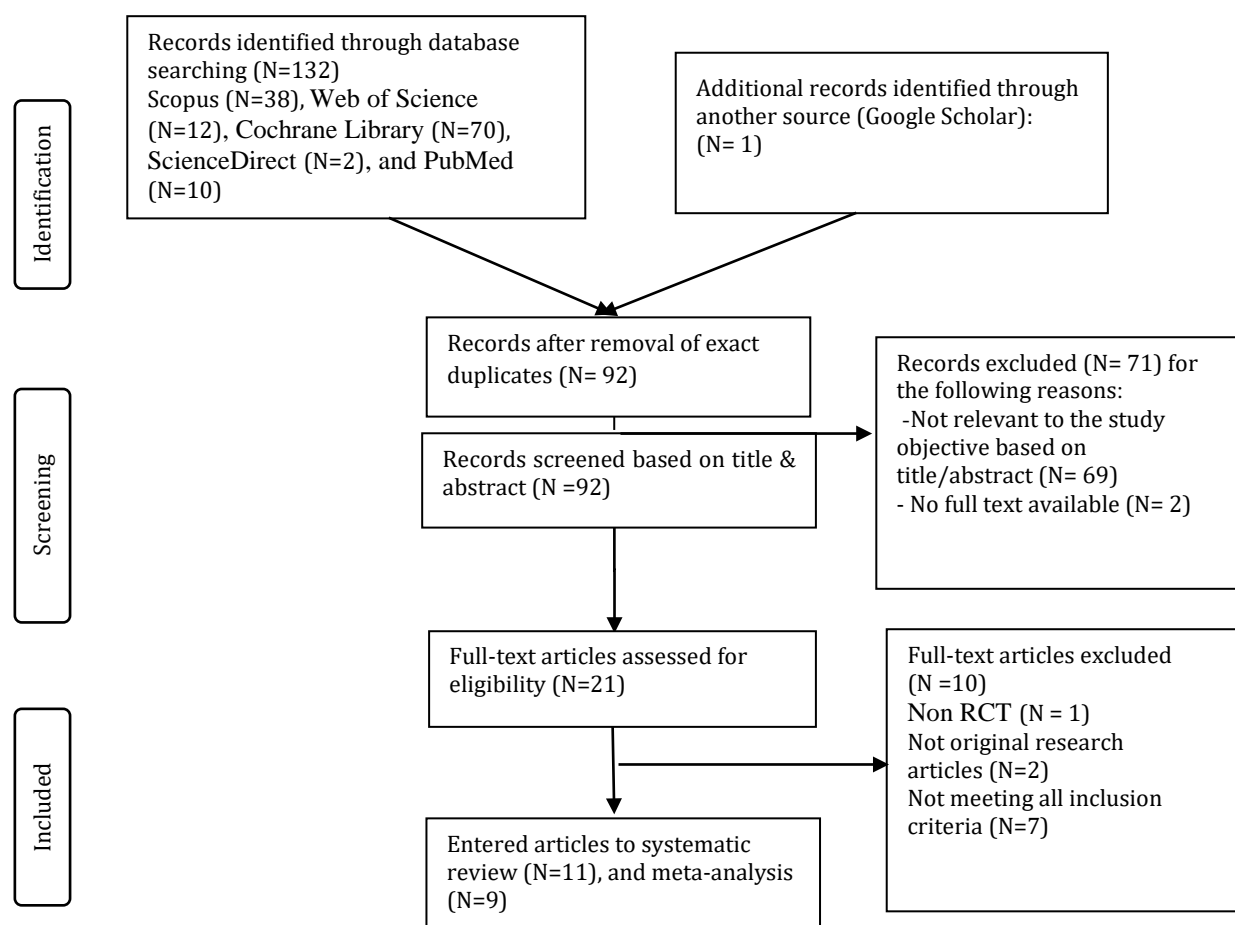 Identification
Records identified through database
searching (N=132)
Scopus (N=38), Web of Science
(N=12), Cochrane Library (N=70),
ScienceDirect (N=2), and PubMed
(N=10)
Additional records identified through
another source (Google Scholar):
(N= 1)
Screening
Records after removal of exact
duplicates (N= 92)
Records screened based on title &
abstract (N =92)
Records excluded (N= 71) for
the following reasons:
-Not relevant to the study
objective based on
title/abstract (N= 69)
- No full text available (N= 2)
Full-text articles assessed for
eligibility (N=21)
Full-text articles excluded
(N =10)
Non RCT (N = 1)
Not original research
articles (N=2)
Not meeting all inclusion
criteria (N=7)
Included
Entered articles to systematic
review (N=11), and meta-analysis
(N=9)